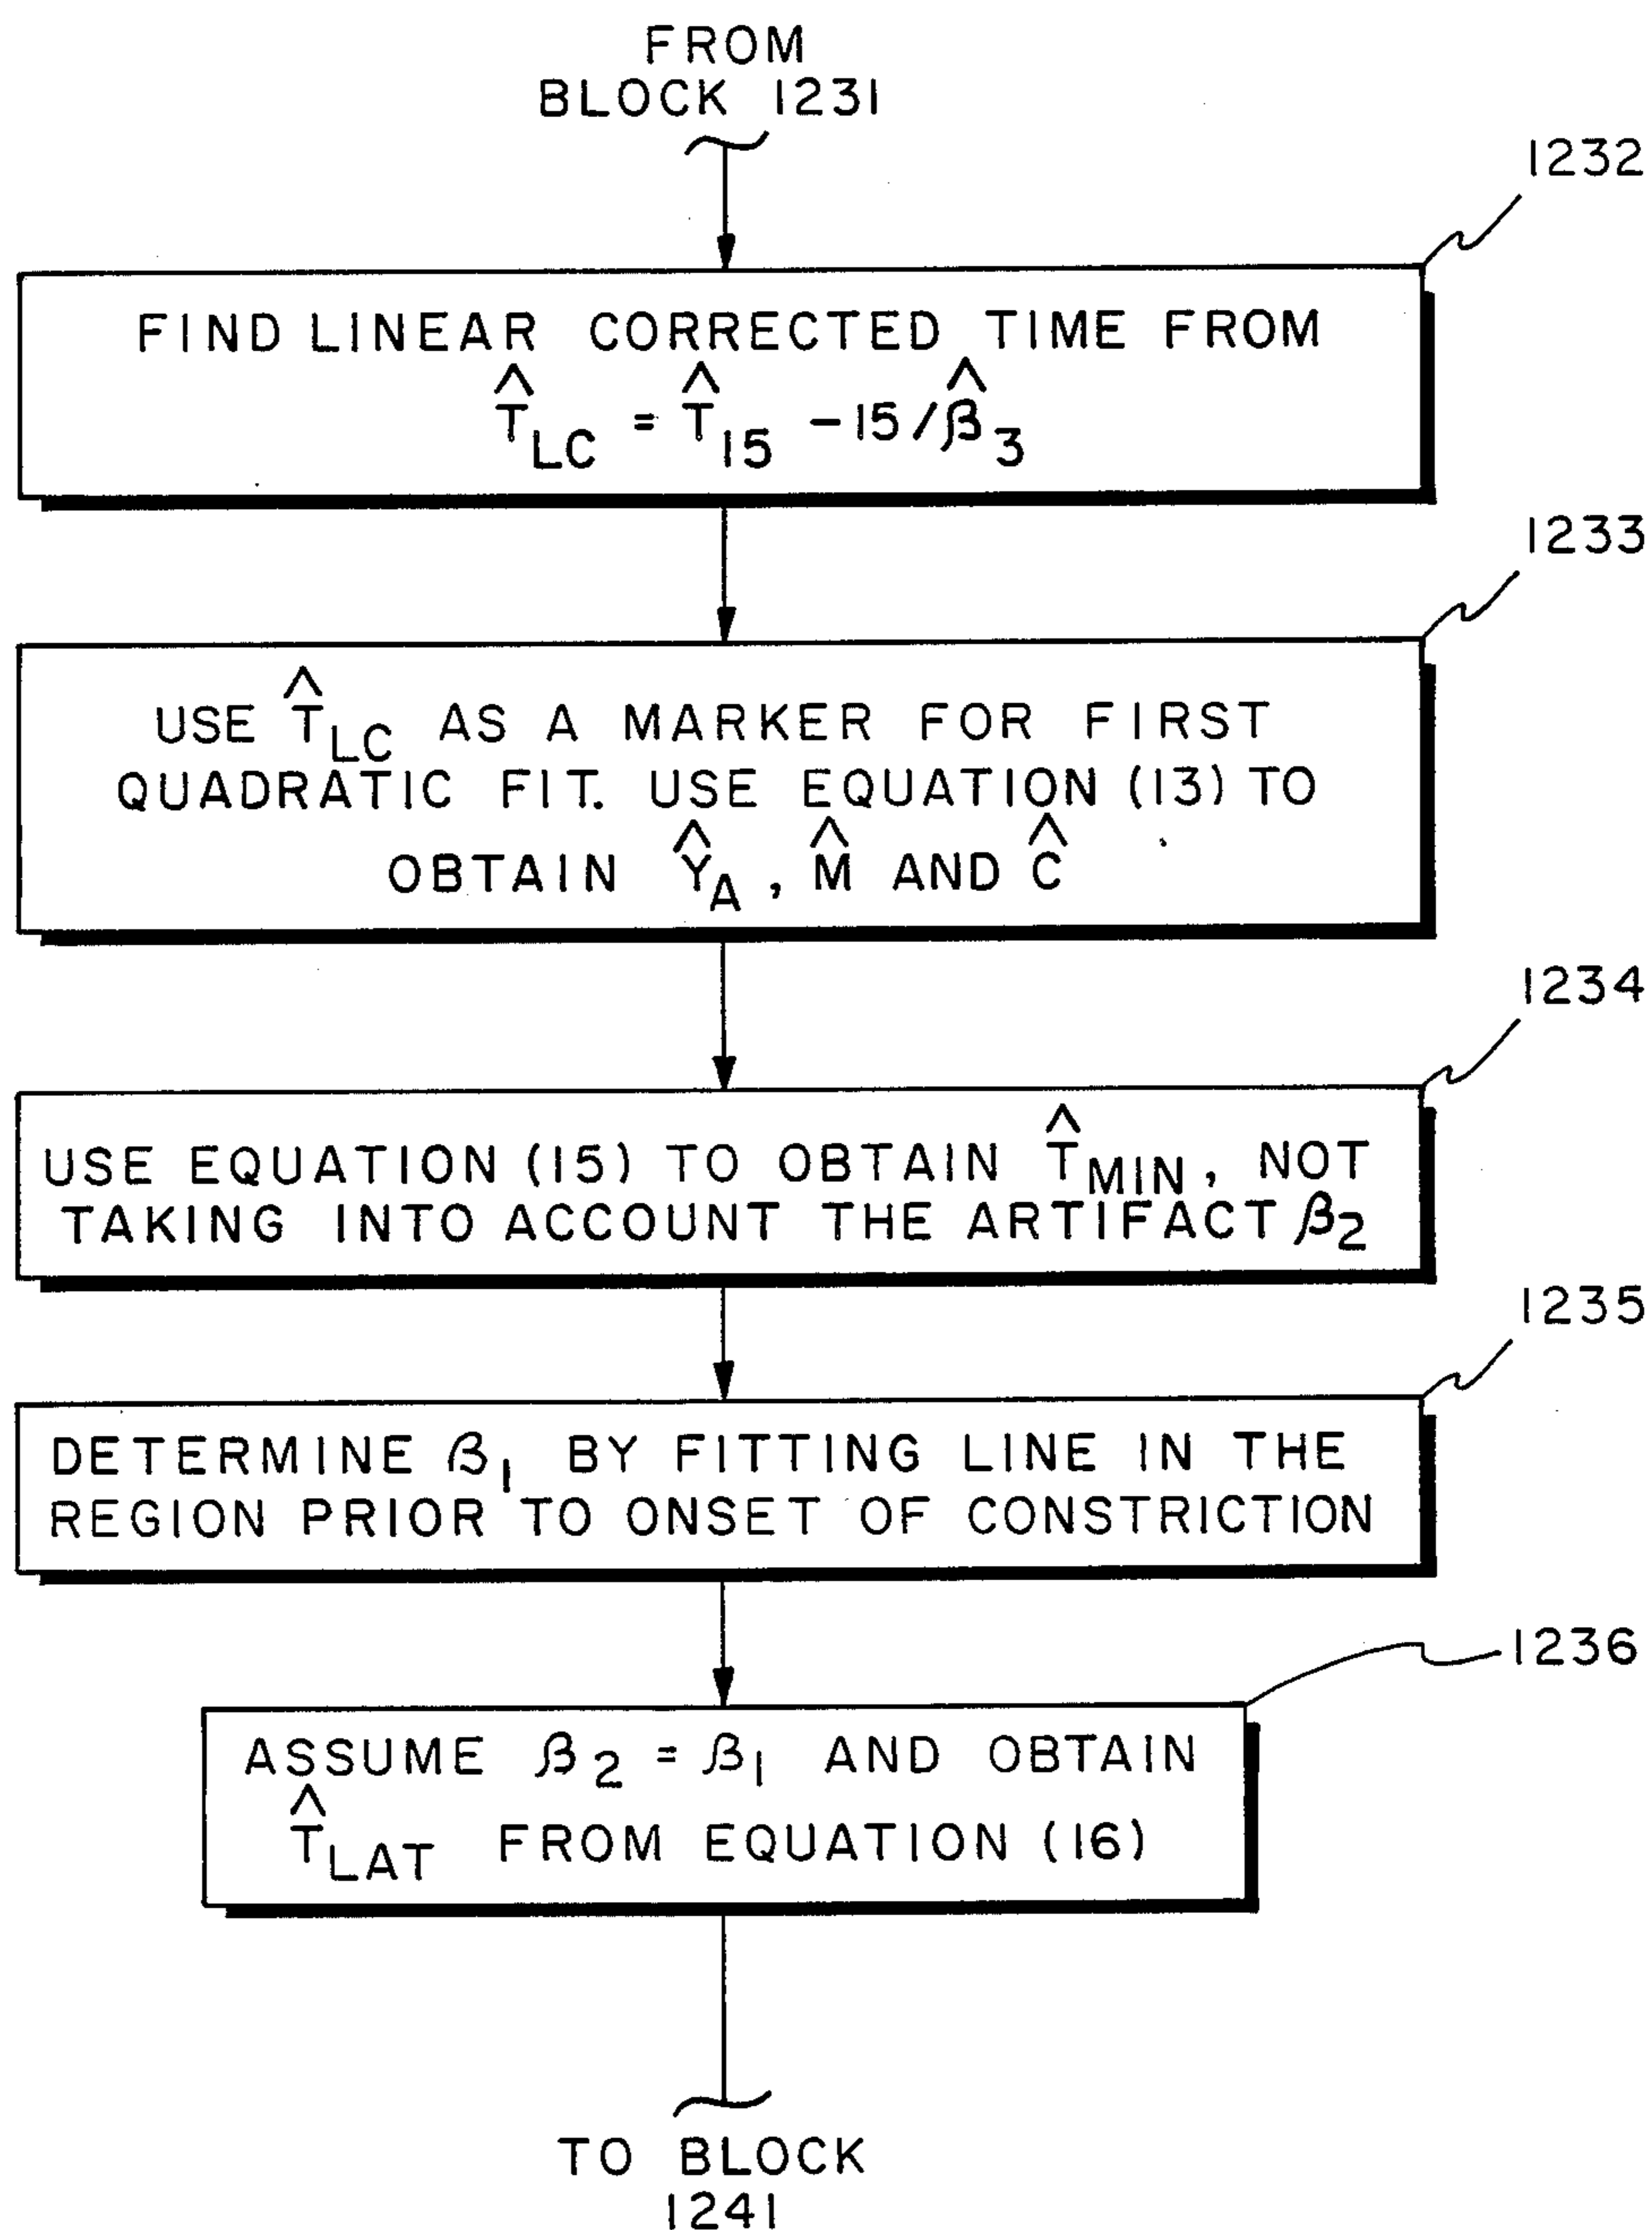 FROM
BLOCK 1231
1232
FIND LINEAR CORRECTED TIME FROM
T̂LC = T̂15 -15/β̂3
1233
USE T̂LC AS A MARKER FOR FIRST
QUADRATIC FIT. USE EQUATION (13) TO
OBTAIN ŶA, M̂ AND Ĉ
1234
USE EQUATION (15) TO OBTAIN T̂MIN, NOT
TAKING INTO ACCOUNT THE ARTIFACT β2
1235
DETERMINE β1 BY FITTING LINE IN THE
REGION PRIOR TO ONSET OF CONSTRICTION
1236
ASSUME β2 = β1 AND OBTAIN
T̂LAT FROM EQUATION (16)
TO BLOCK
1241